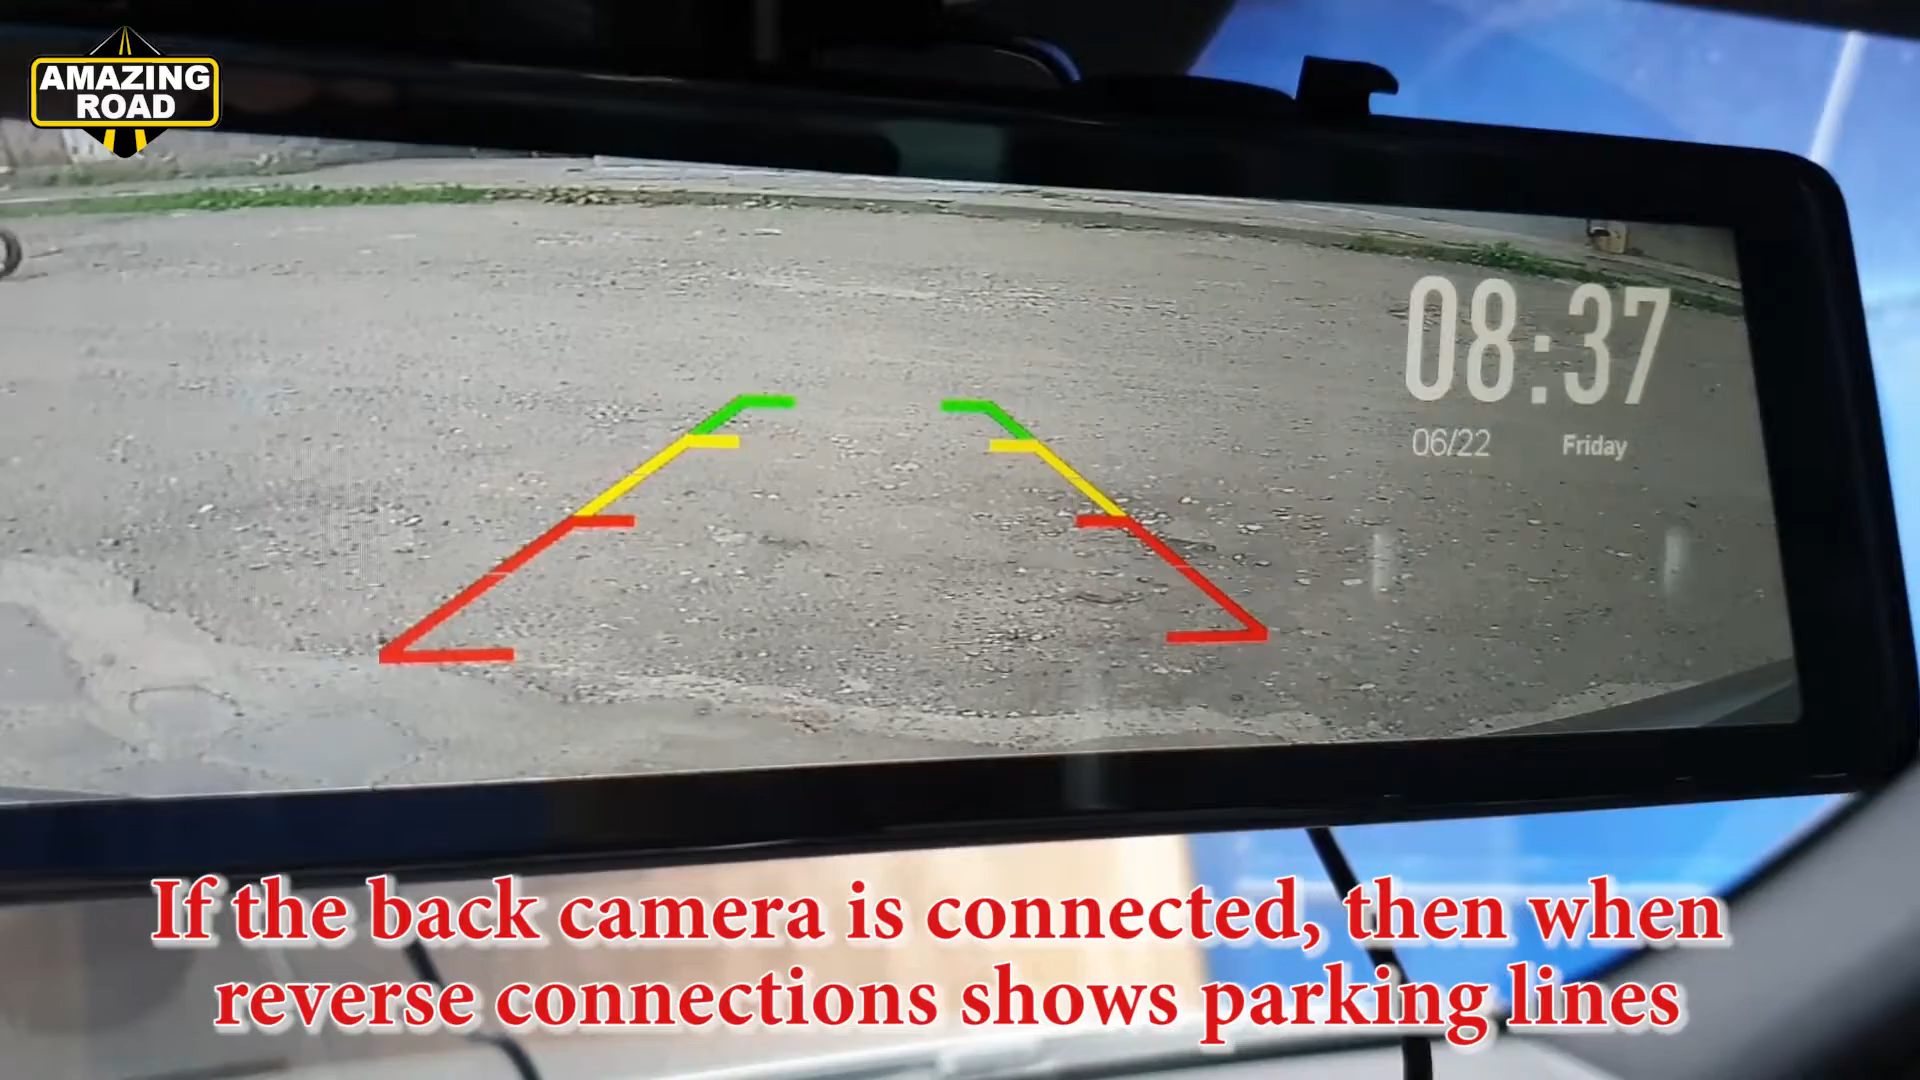 AMAZING
ROAD
08:37
06/22 Friday
If the back camera is connected, then when
reverse connections shows parking lines